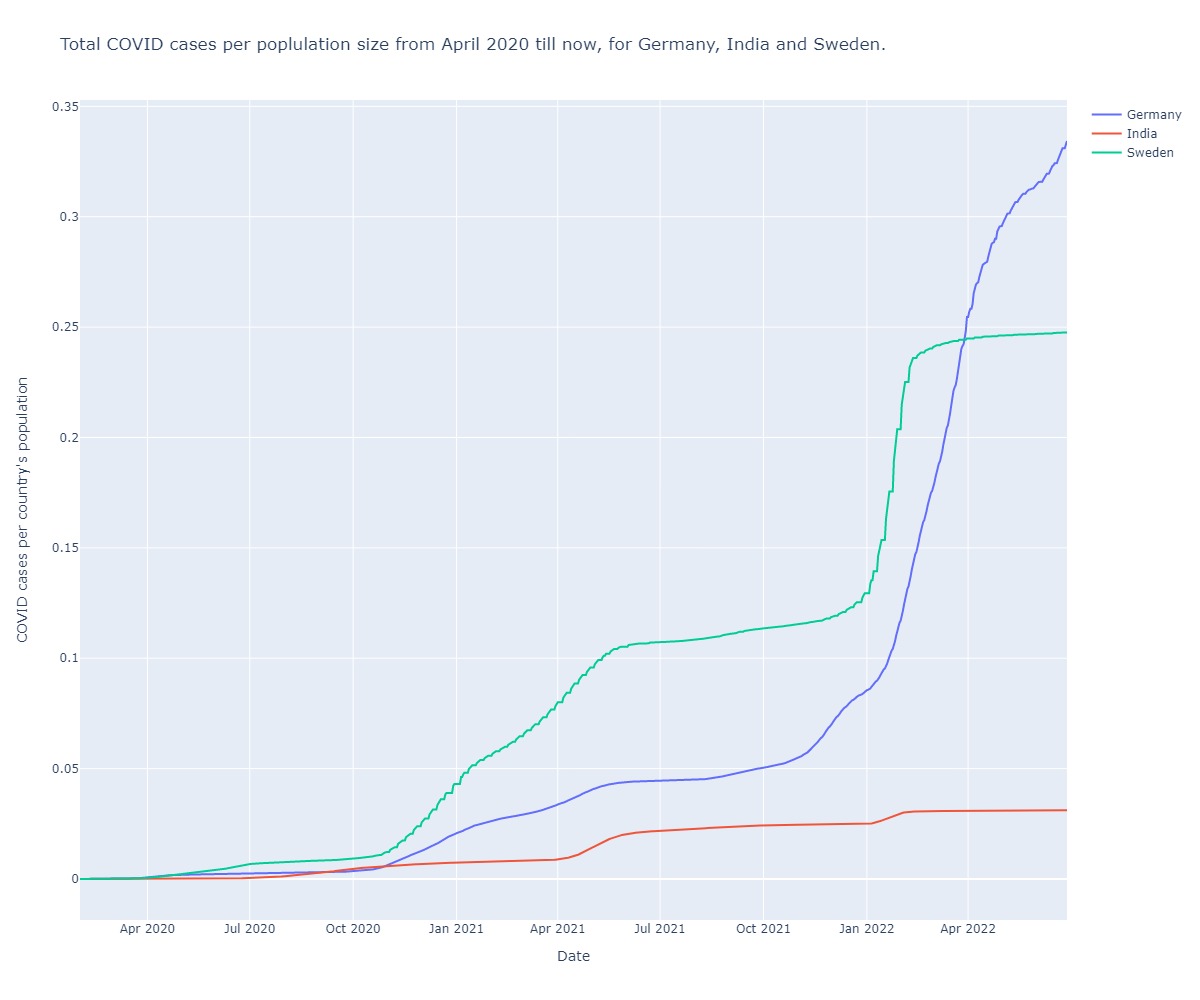 Total COVID cases per poplulation size from April 2020 till now, for Germany, India and Sweden.
0.35
0.3
0.25
0.2
0.15
0.1
0.05
0
COVID cases per country's population
Apr 2020 Jul 2020 Oct 2020 Jan 2021 Apr 2021 Jul 2021 Oct 2021 Jan 2022 Apr 2022
Date
Germany
India
Sweden